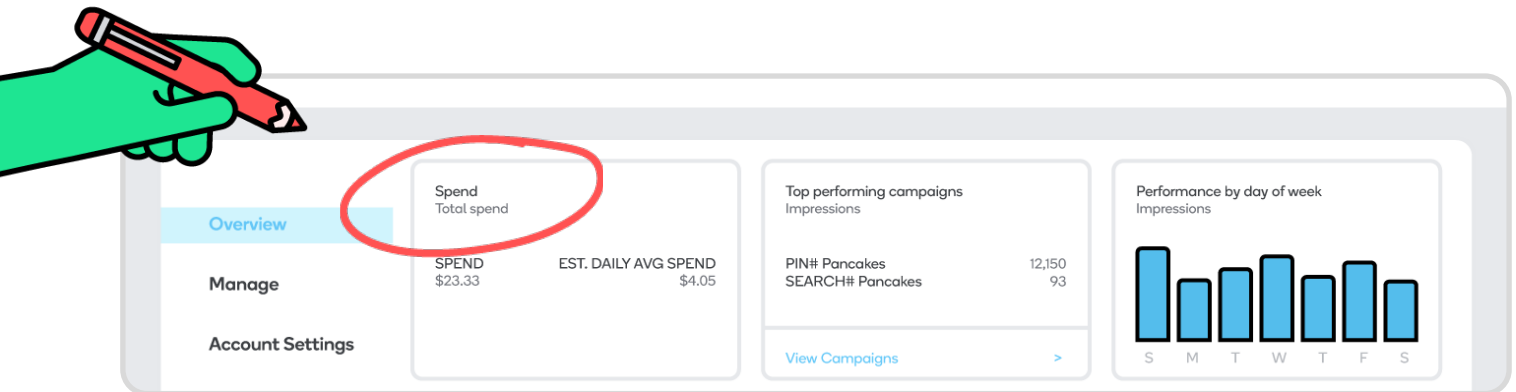 Overview
Manage
Account Settings
Spend
Total spend
SPEND EST. DAILY AVG SPEND
$23.33 $4.05
Top performing campaigns
Impressions
PIN# Pancakes 12,150
SEARCH# Pancakes 93
View Campaigns >
Performance by day of week
Impressions
S M T W T F S